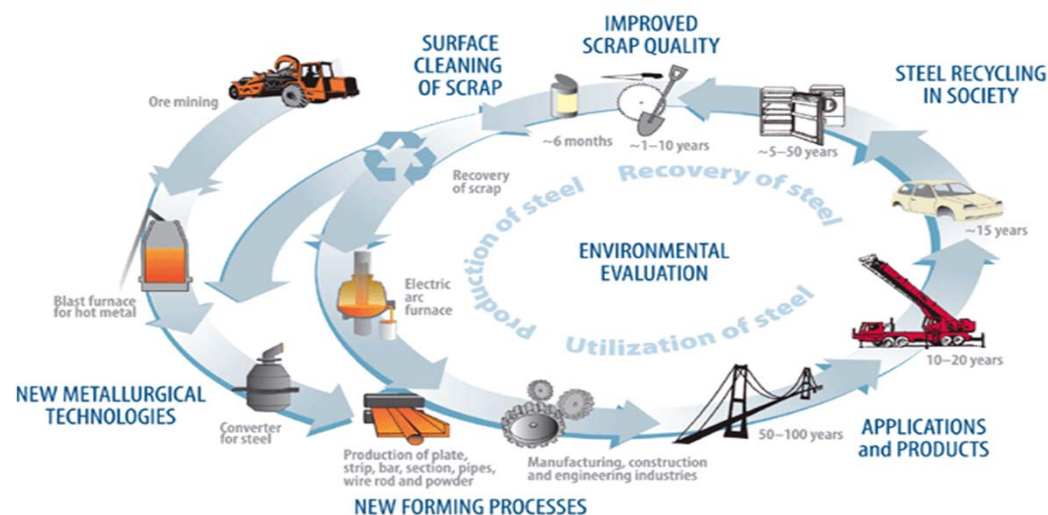 IMPROVED
SCRAP QUALITY
SURFACE
CLEANING
OF SCRAP
STEEL RECYCLING
IN SOCIETY
Ore mining
~6 months
~1–10 years
~5–50 years
Recovery
of scrap
Recovery of steel
Production of steel
~15 years
ENVIRONMENTAL
EVALUATION
Blast furnace
for hot metal
Electric
arc
furnace
Utilization of steel
10–20 years
NEW METALLURGICAL
TECHNOLOGIES
Converter
for steel
50–100 years
APPLICATIONS
and PRODUCTS
Production of plate,
strip, bar, section, pipes,
wire rod and powder
Manufacturing, construction
and engineering industries
NEW FORMING PROCESSES